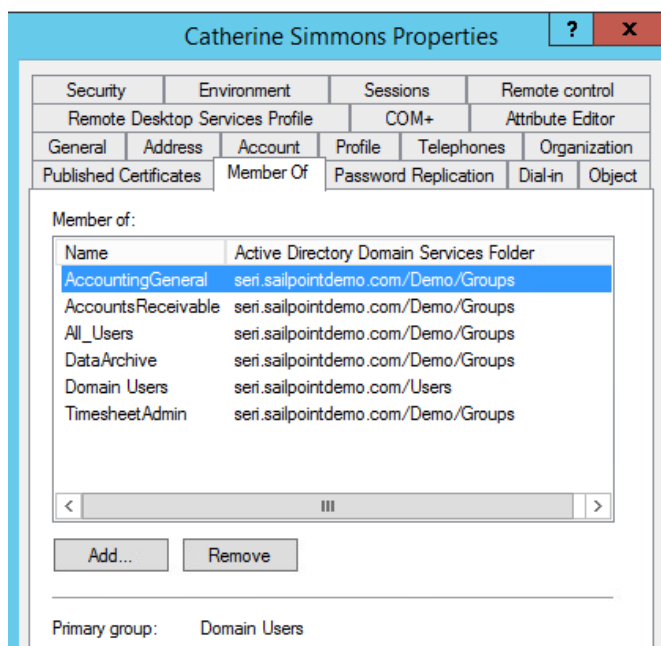 Catherine Simmons Properties ? x
Security Environment Sessions Remote control
Remote Desktop Services Profile COM+ Attribute Editor
General Address Account Profile Telephones Organization
Published Certificates Member Of Password Replication Dial-in Object
Member of:
Name Active Directory Domain Services Folder
AccountingGeneral seri.sailpointdemo.com/Demo/Groups
AccountsReceivable seri.sailpointdemo.com/Demo/Groups
All_Users seri.sailpointdemo.com/Demo/Groups
DataArchive seri.sailpointdemo.com/Demo/Groups
Domain Users seri.sailpointdemo.com/Users
TimesheetAdmin seri.sailpointdemo.com/Demo/Groups
Add... Remove
Primary group: Domain Users